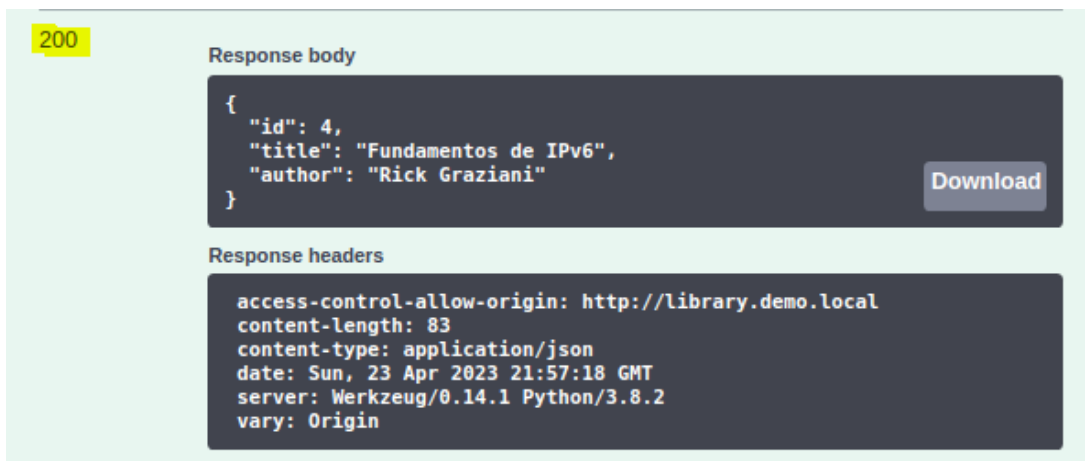 200
Response body
{
  "id": 4,
  "title": "Fundamentos de IPv6",
  "author": "Rick Graziani"
}
Download
Response headers
access-control-allow-origin: http://library.demo.local
content-length: 83
content-type: application/json
date: Sun, 23 Apr 2023 21:57:18 GMT
server: Werkzeug/0.14.1 Python/3.8.2
vary: Origin